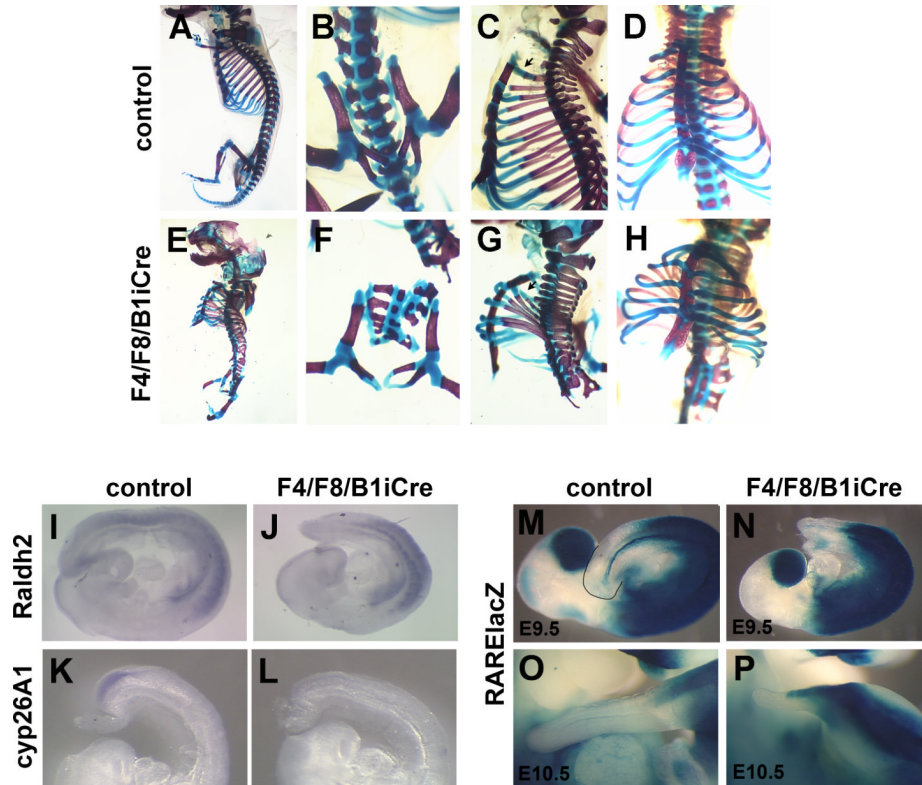 A B C D
control
E F G H
F4/F8/B1iCre
control F4/F8/B1iCre
I J
Raldh2
K L
cyp26A1
control F4/F8/B1iCre
M N
E9.5 E9.5
RARElacZ
O P
E10.5 E10.5